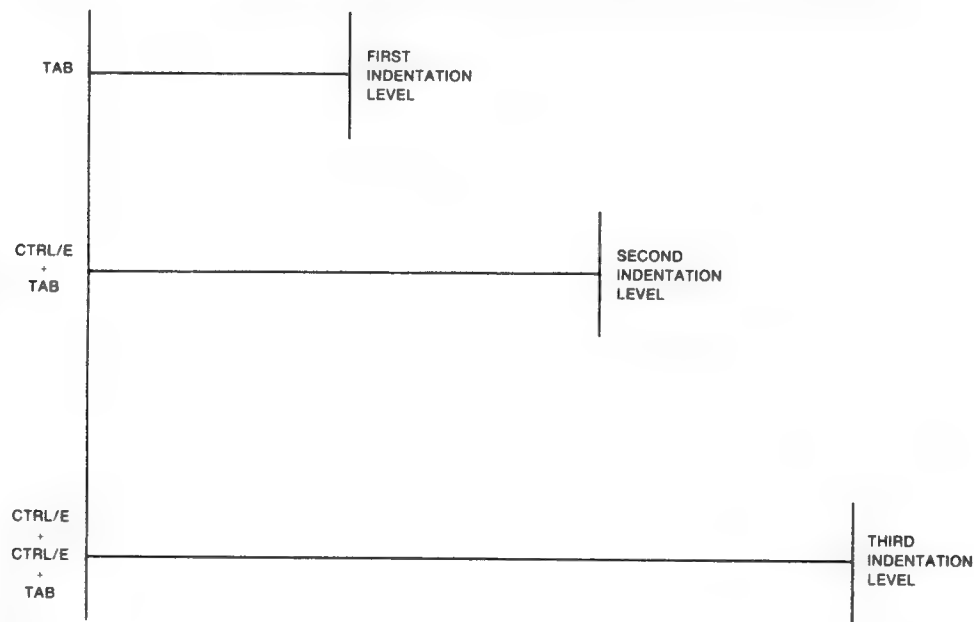 TAB
FIRST
INDENTATION
LEVEL
CTRL/E
+
TAB
SECOND
INDENTATION
LEVEL
CTRL/E
+
CTRL/E
+
TAB
THIRD
INDENTATION
LEVEL